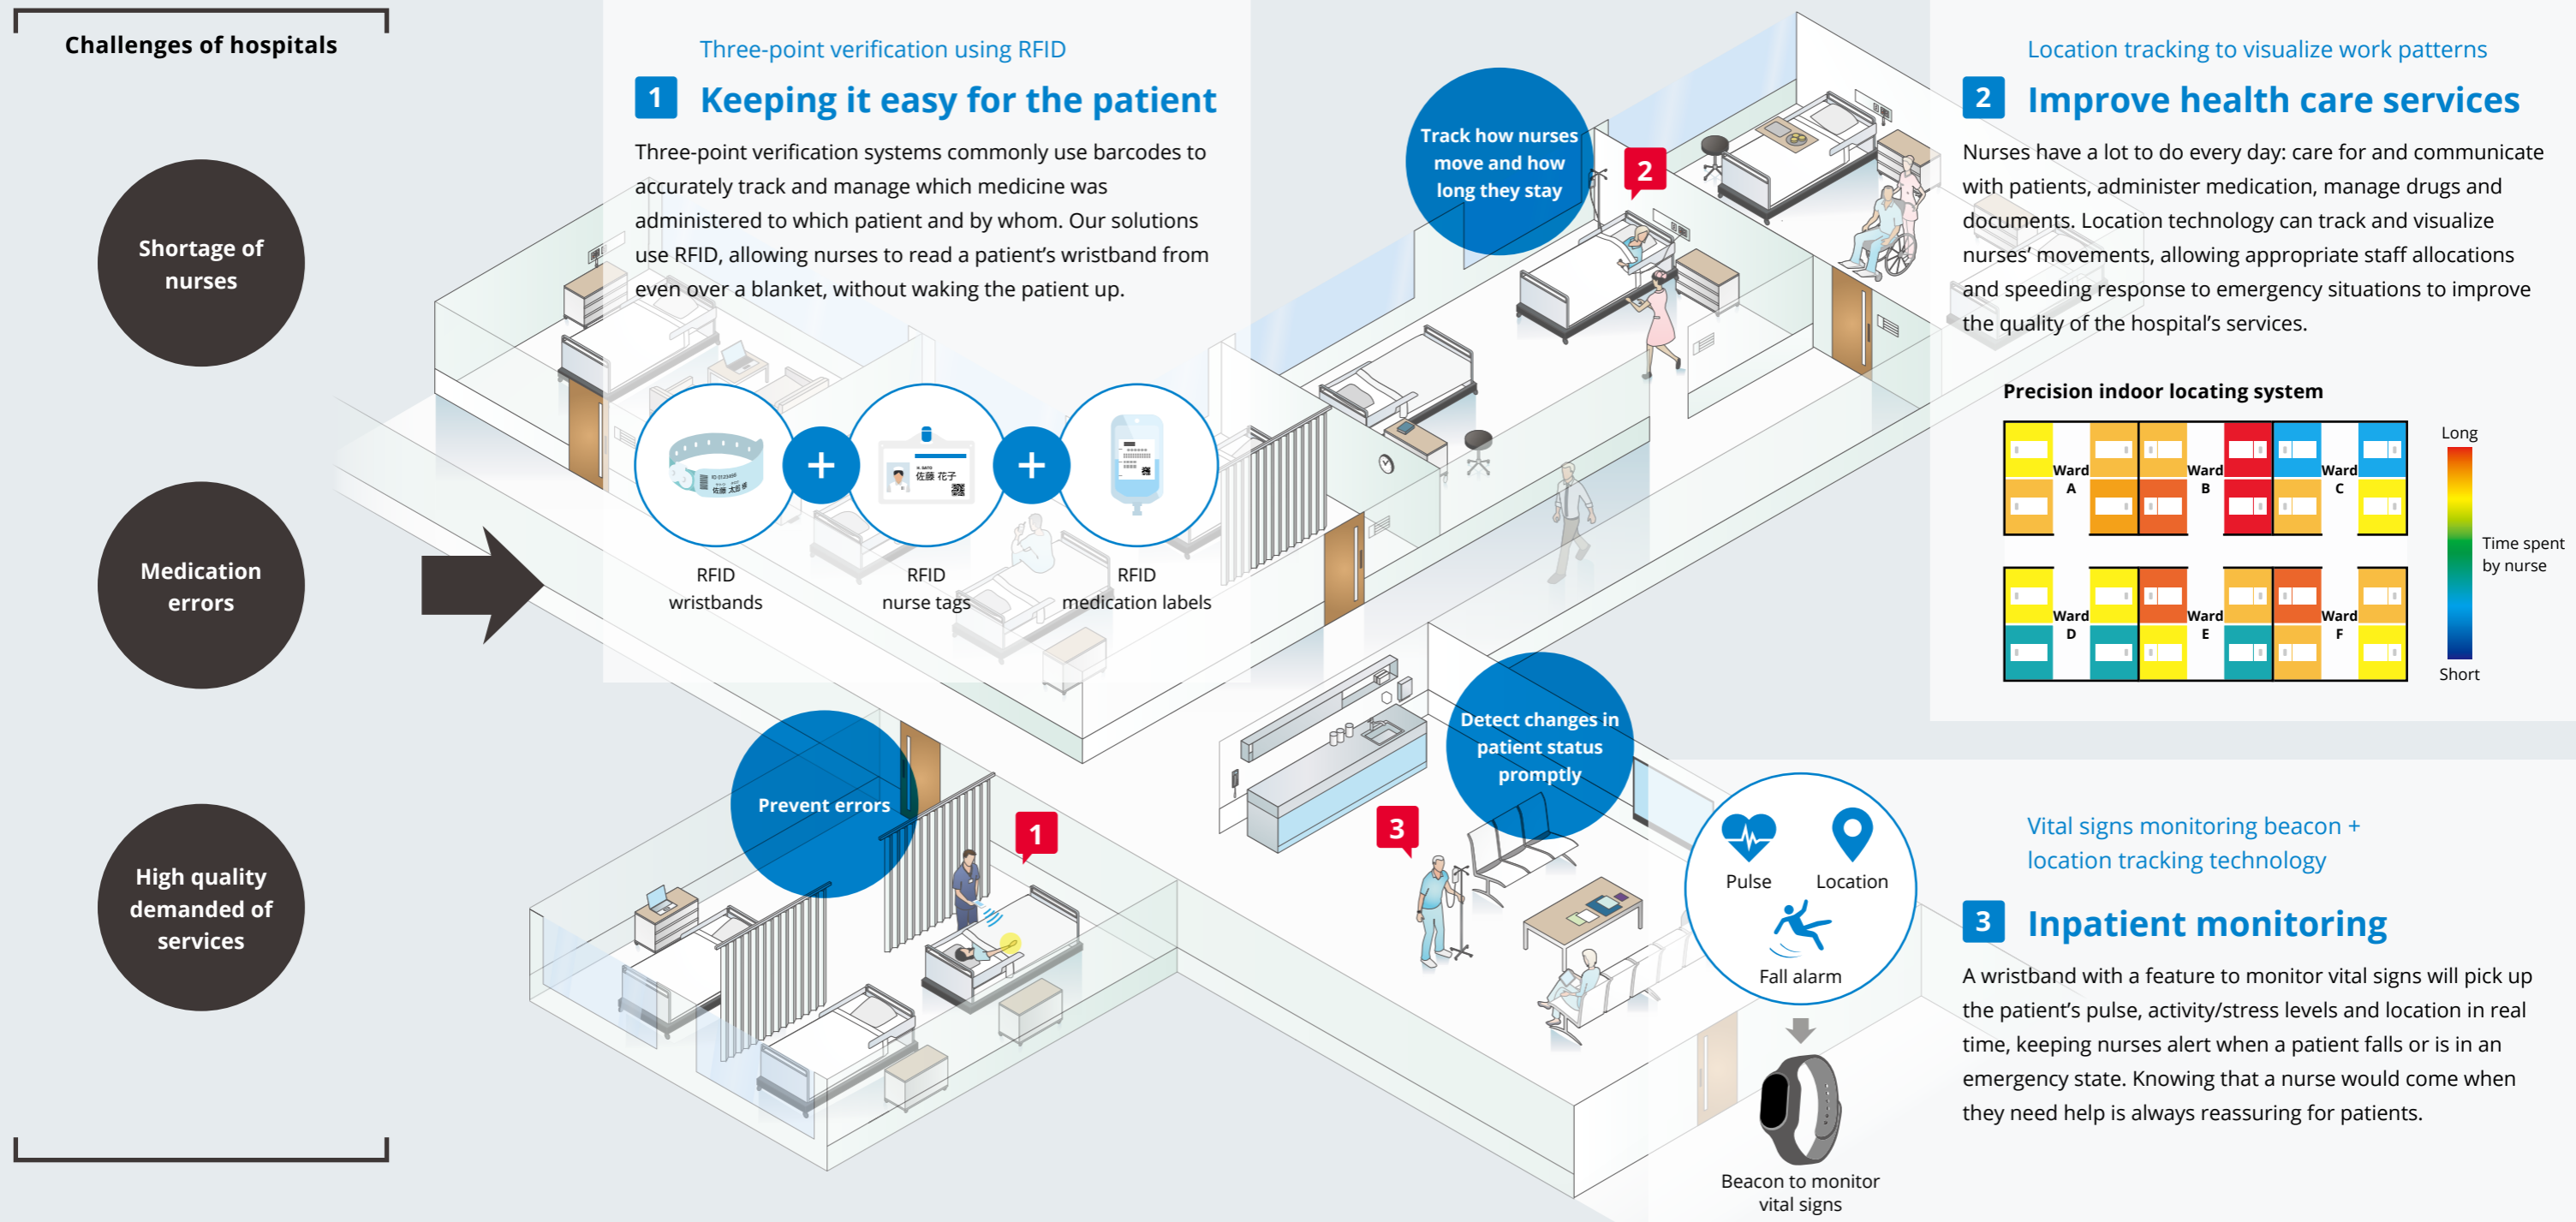 Challenges of hospitals
Shortage of
nurses
Medication
errors
High quality
demanded of
services
Three-point verification using RFID
1 Keeping it easy for the patient
Three-point verification systems commonly use barcodes to
accurately track and manage which medicine was
administered to which patient and by whom. Our solutions
use RFID, allowing nurses to read a patient's wristband from
even over a blanket, without waking the patient up.
佐藤 太郎 様
佐藤 花子
+
+
RFID
wristbands
RFID
nurse tags
RFID
medication labels
Track how nurses
move and how
long they stay
2
Location tracking to visualize work patterns
2 Improve health care services
Nurses have a lot to do every day: care for and communicate
with patients, administer medication, manage drugs and
documents. Location technology can track and visualize
nurses' movements, allowing appropriate staff allocations
and speeding response to emergency situations to improve
the quality of the hospital's services.
Precision indoor locating system
Ward
A
Ward
B
Ward
C
Ward
D
Ward
E
Ward
F
Long
Time spent
by nurse
Short
Prevent errors
1
Detect changes in
patient status
promptly
3
Pulse
Location
Fall alarm
Beacon to monitor
vital signs
Vital signs monitoring beacon +
location tracking technology
3 Inpatient monitoring
A wristband with a feature to monitor vital signs will pick up
the patient's pulse, activity/stress levels and location in real
time, keeping nurses alert when a patient falls or is in an
emergency state. Knowing that a nurse would come when
they need help is always reassuring for patients.